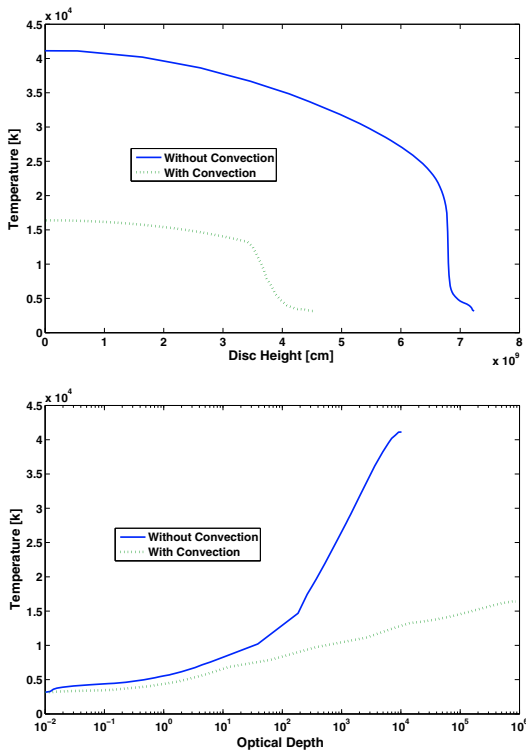 x 10^4
4.5
4
3.5
3
2.5
2
1.5
1
0.5
0
Temperature [k]
Without Convection
With Convection
0 1 2 3 4 5 6 7 8
Disc Height [cm]
x 10^9
x 10^4
4.5
4
3.5
3
2.5
2
1.5
1
0.5
0
Temperature [k]
Without Convection
With Convection
10^−2 10^−1 10^0 10^1 10^2 10^3 10^4 10^5 10^6
Optical Depth